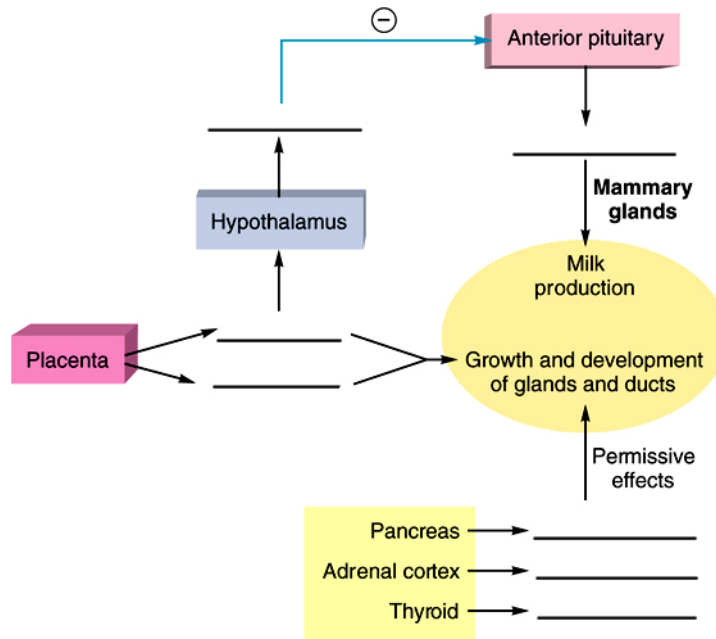 −
Anterior pituitary
Mammary
glands
Hypothalamus
Milk
production
Placenta
Growth and development
of glands and ducts
Permissive
effects
Pancreas
Adrenal cortex
Thyroid